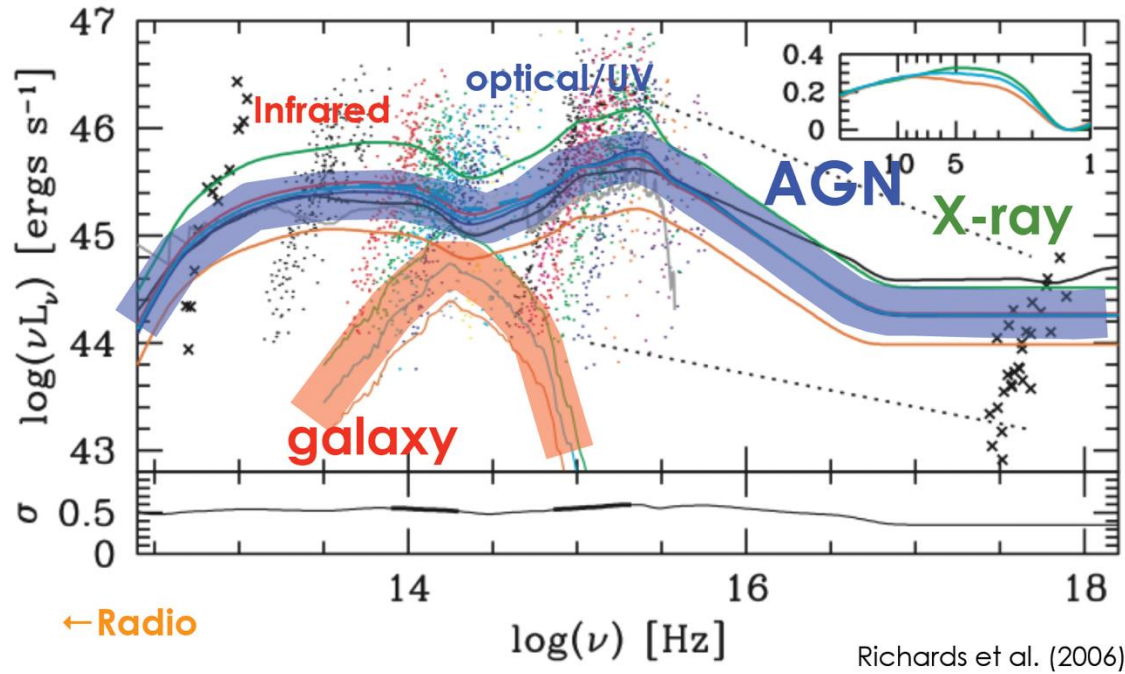 47
46
45
44
43
log(νLν) [ergs s⁻¹]
Infrared
optical/UV
0.4
0.2
0
10 5 1
AGN
X-ray
galaxy
σ
0.5
0
14 16 18
log(ν) [Hz]
←Radio
Richards et al. (2006)